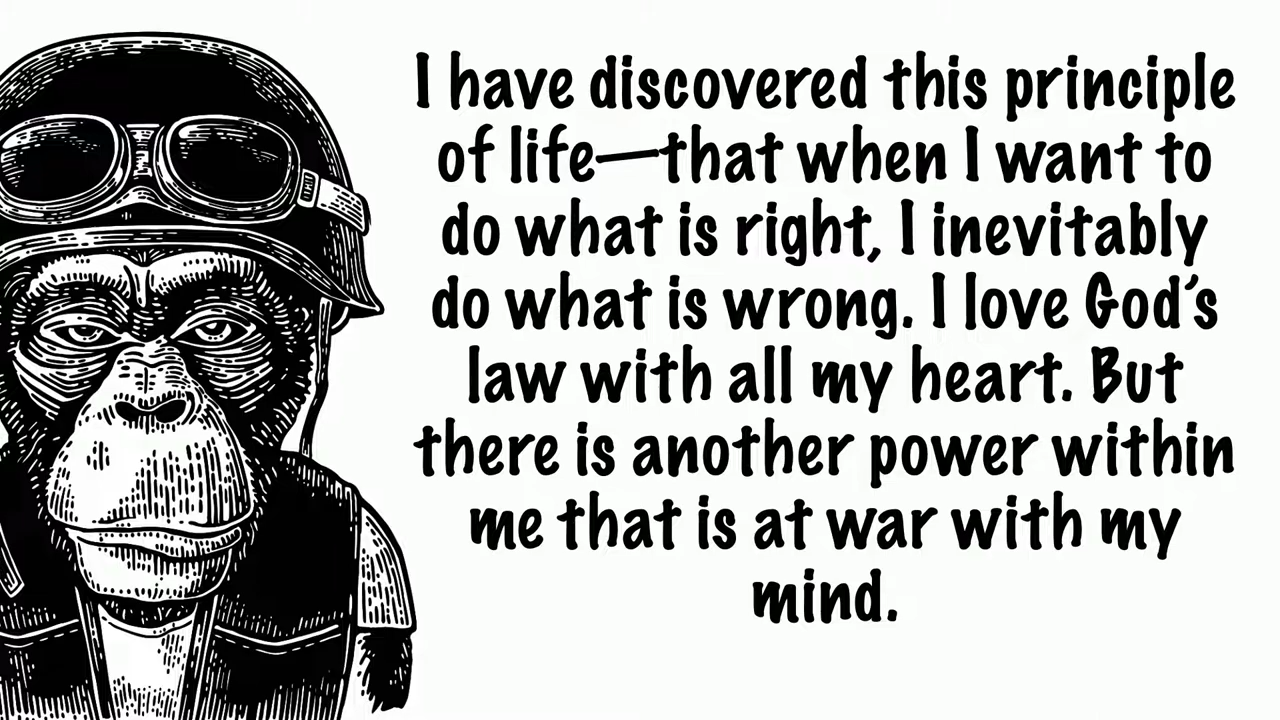 I have discovered this principle
of life—that when I want to
do what is right, I inevitably
do what is wrong. I love God’s
law with all my heart. But
there is another power within
me that is at war with my
mind.